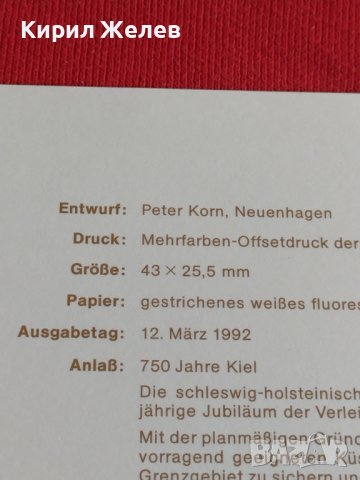 Кирил Желев
Entwurf: Peter Korn, Neuenhagen
Druck: Mehrfarben-Offsetdruck der
Größe: 43 × 25,5 mm
Papier: gestrichenes weißes fluores
Ausgabetag: 12. März 1992
Anlaß: 750 Jahre Kiel
Die schleswig-holsteinisch
jährige Jubiläum der Verlei
Mit der planmäßigen Gründ
vorragend geeigneten Küs
Grenzgebiet zu sichern un